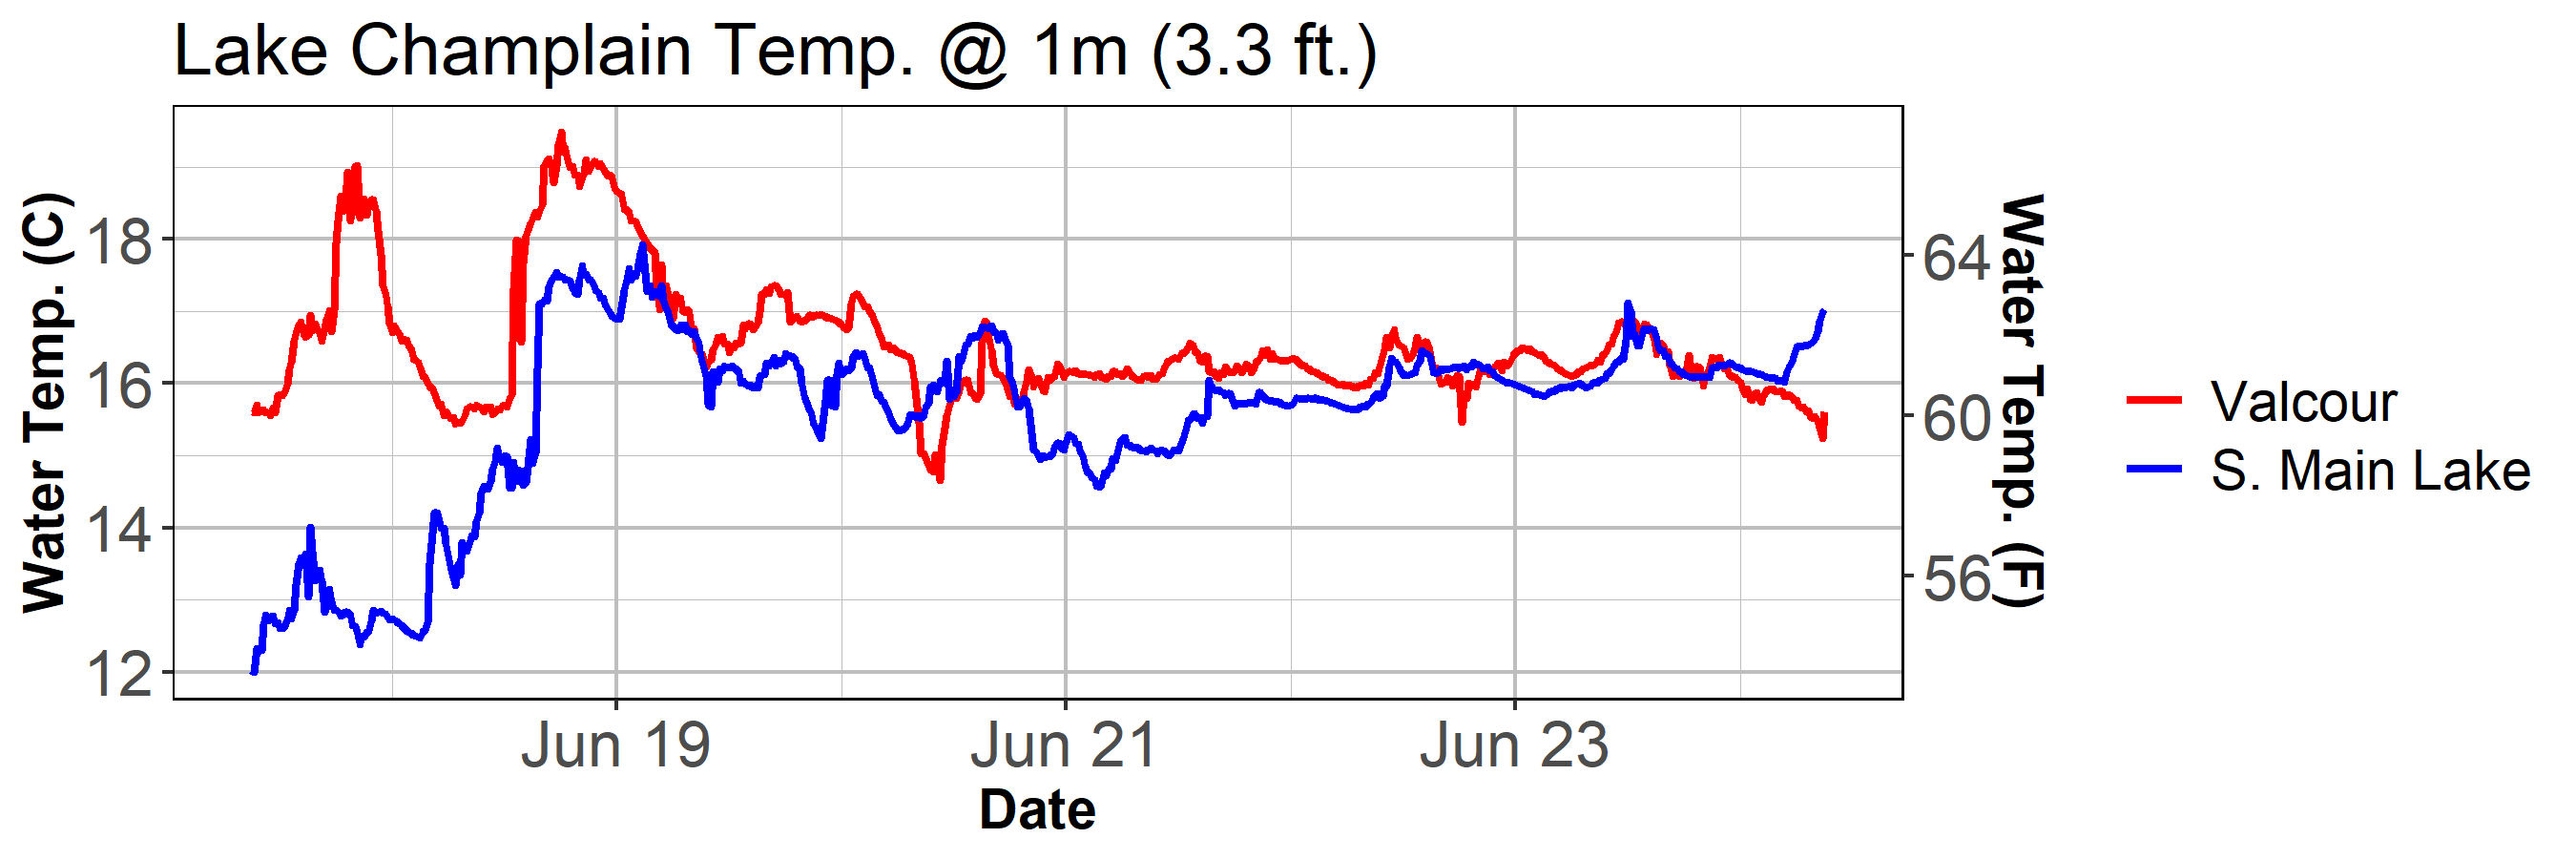 Lake Champlain Temp. @ 1m (3.3 ft.)
Water Temp. (C)
18
16
14
12
64
60
56
Water Temp. (F)
Jun 19
Jun 21
Jun 23
Date
Valcour
S. Main Lake